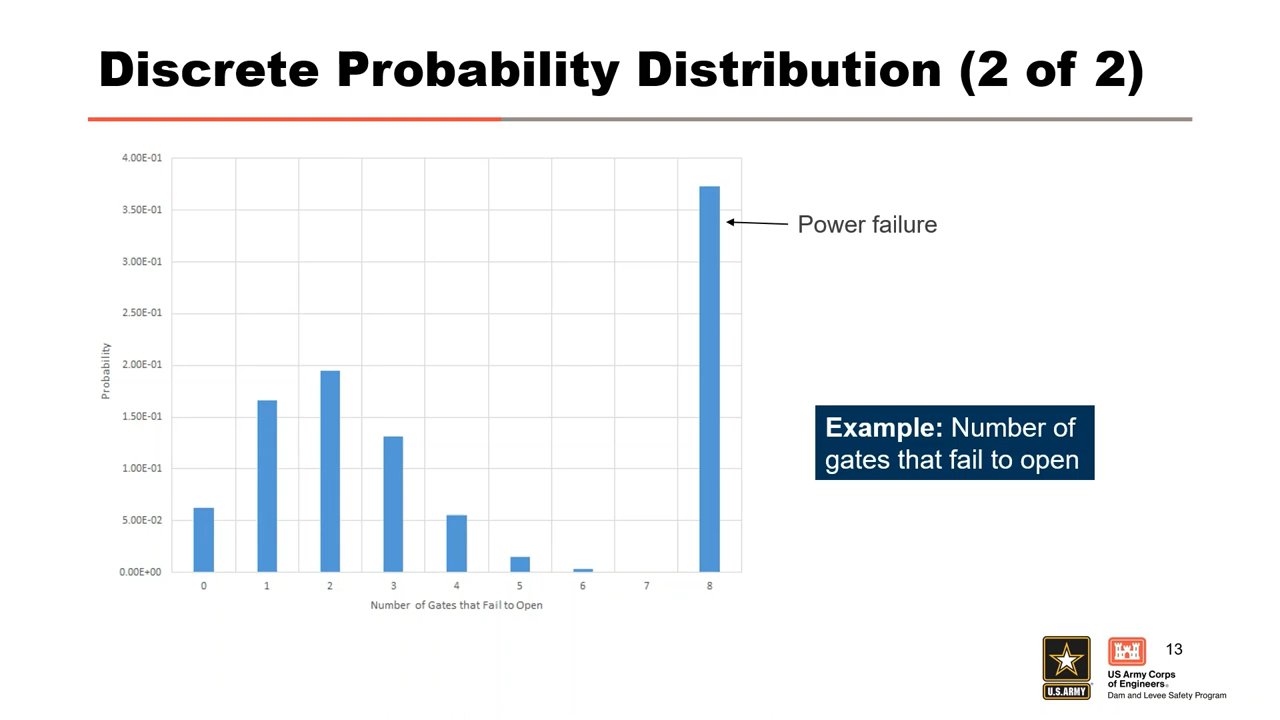 Discrete Probability Distribution (2 of 2)
4.00E-01
3.50E-01
3.00E-01
2.50E-01
2.00E-01
1.50E-01
1.00E-01
5.00E-02
0.00E+00
Probability
0 1 2 3 4 5 6 7 8
Number of Gates that Fail to Open
Power failure
Example: Number of
gates that fail to open
U.S.ARMY
US Army Corps
of Engineers®
Dam and Levee Safety Program
13